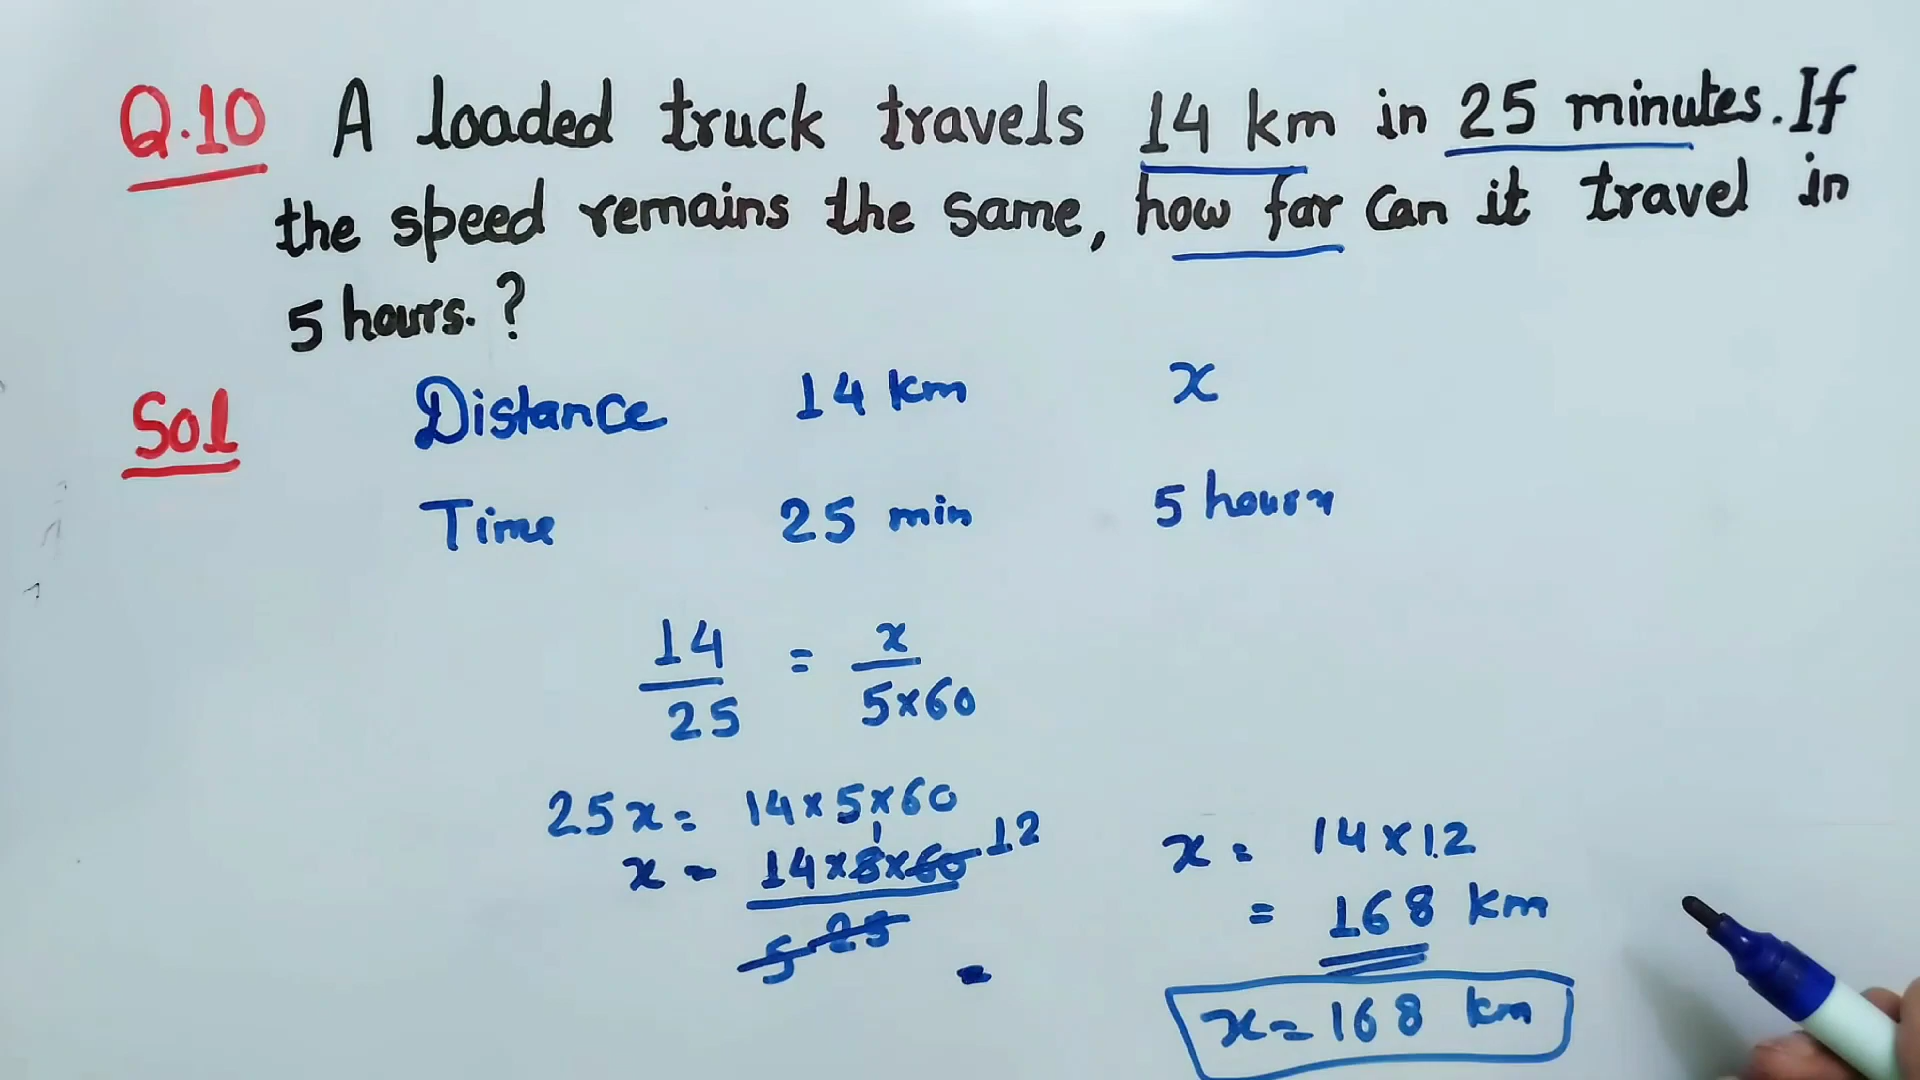 Q.10 A loaded truck travels 14 km in 25 minutes. If
the speed remains the same, how far can it travel in
5 hours. ?
Sol Distance 14 km x
Time 25 min 5 hours
14/25 = x/5×60
25x = 14×5×60
x = 14×5×60/25 1 12 5
=
x = 14×12
= 168 km
x = 168 km